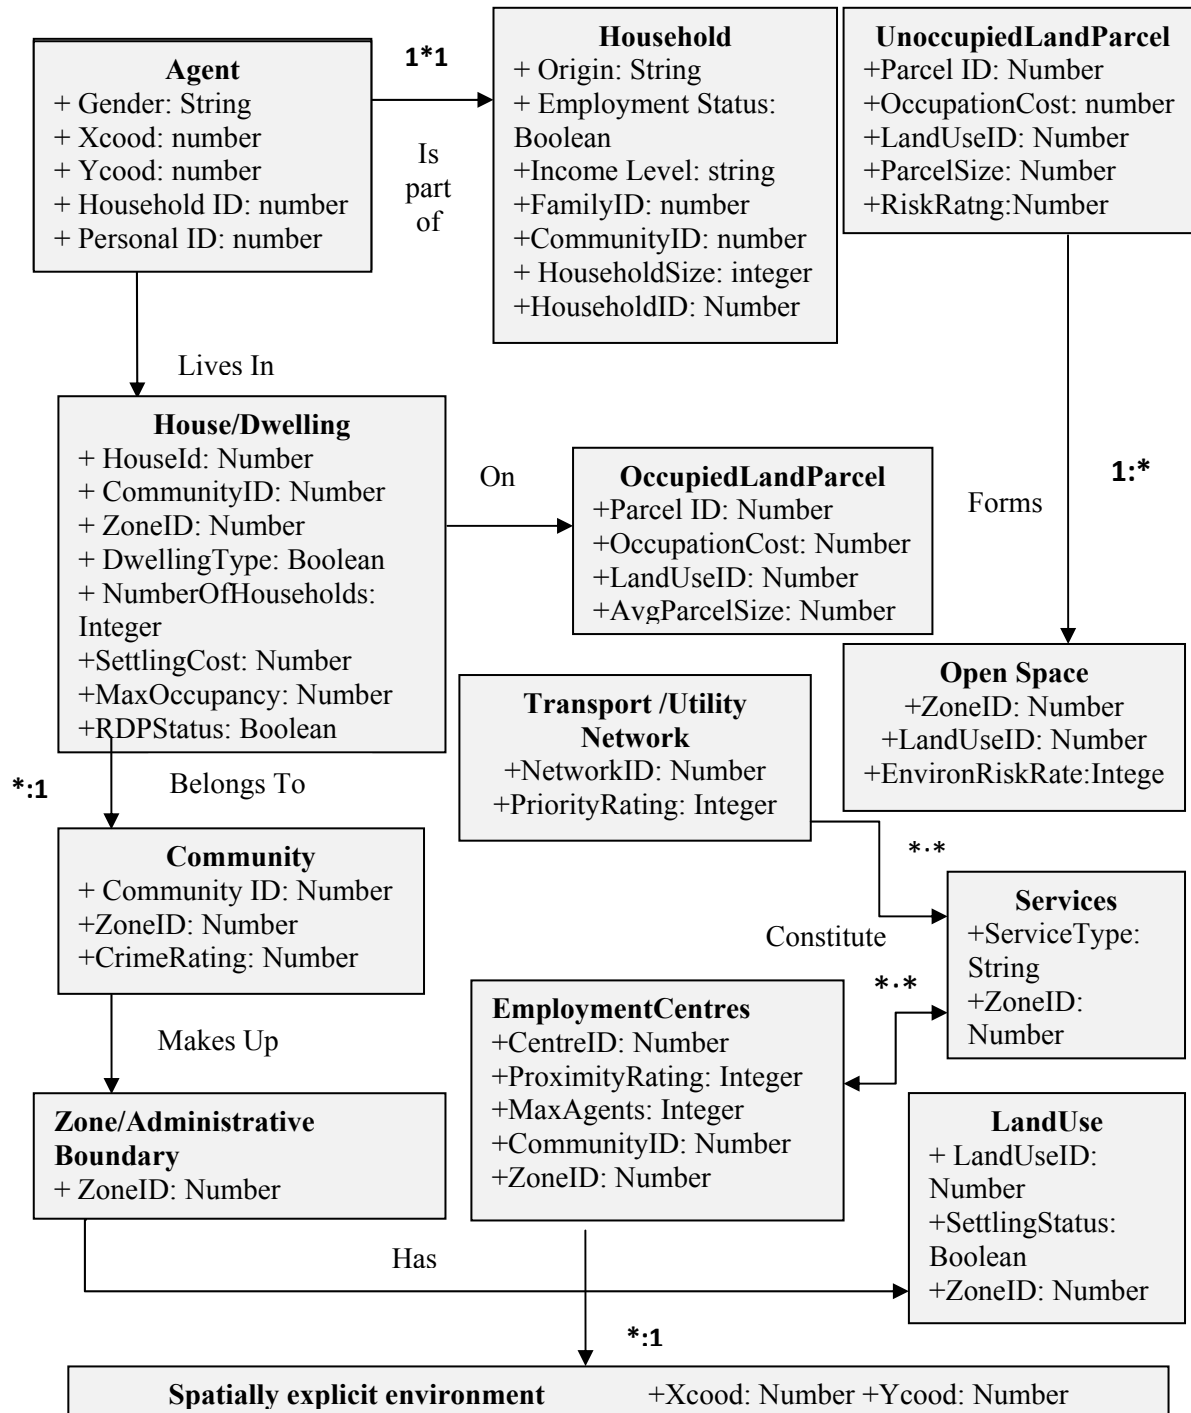 Agent
+ Gender: String
+ Xcood: number
+ Ycood: number
+ Household ID: number
+ Personal ID: number
1*1
Is
part
of
Household
+ Origin: String
+ Employment Status:
Boolean
+Income Level: string
+FamilyID: number
+CommunityID: number
+ HouseholdSize: integer
+HouseholdID: Number
UnoccupiedLandParcel
+Parcel ID: Number
+OccupationCost: number
+LandUseID: Number
+ParcelSize: Number
+RiskRatng:Number
Lives In
House/Dwelling
+ HouseId: Number
+ CommunityID: Number
+ ZoneID: Number
+ DwellingType: Boolean
+ NumberOfHouseholds:
Integer
+SettlingCost: Number
+MaxOccupancy: Number
+RDPStatus: Boolean
On
OccupiedLandParcel
+Parcel ID: Number
+OccupationCost: Number
+LandUseID: Number
+AvgParcelSize: Number
1:*
Forms
Open Space
+ZoneID: Number
+LandUseID: Number
+EnvironRiskRate:Intege
Transport /Utility
Network
+NetworkID: Number
+PriorityRating: Integer
*:1
Belongs To
Community
+ Community ID: Number
+ZoneID: Number
+CrimeRating: Number
*.*
Constitute
*.*
Services
+ServiceType:
String
+ZoneID:
Number
Makes Up
EmploymentCentres
+CentreID: Number
+ProximityRating: Integer
+MaxAgents: Integer
+CommunityID: Number
+ZoneID: Number
Zone/Administrative
Boundary
+ ZoneID: Number
LandUse
+ LandUseID:
Number
+SettlingStatus:
Boolean
+ZoneID: Number
Has
*:1
Spatially explicit environment +Xcood: Number +Ycood: Number